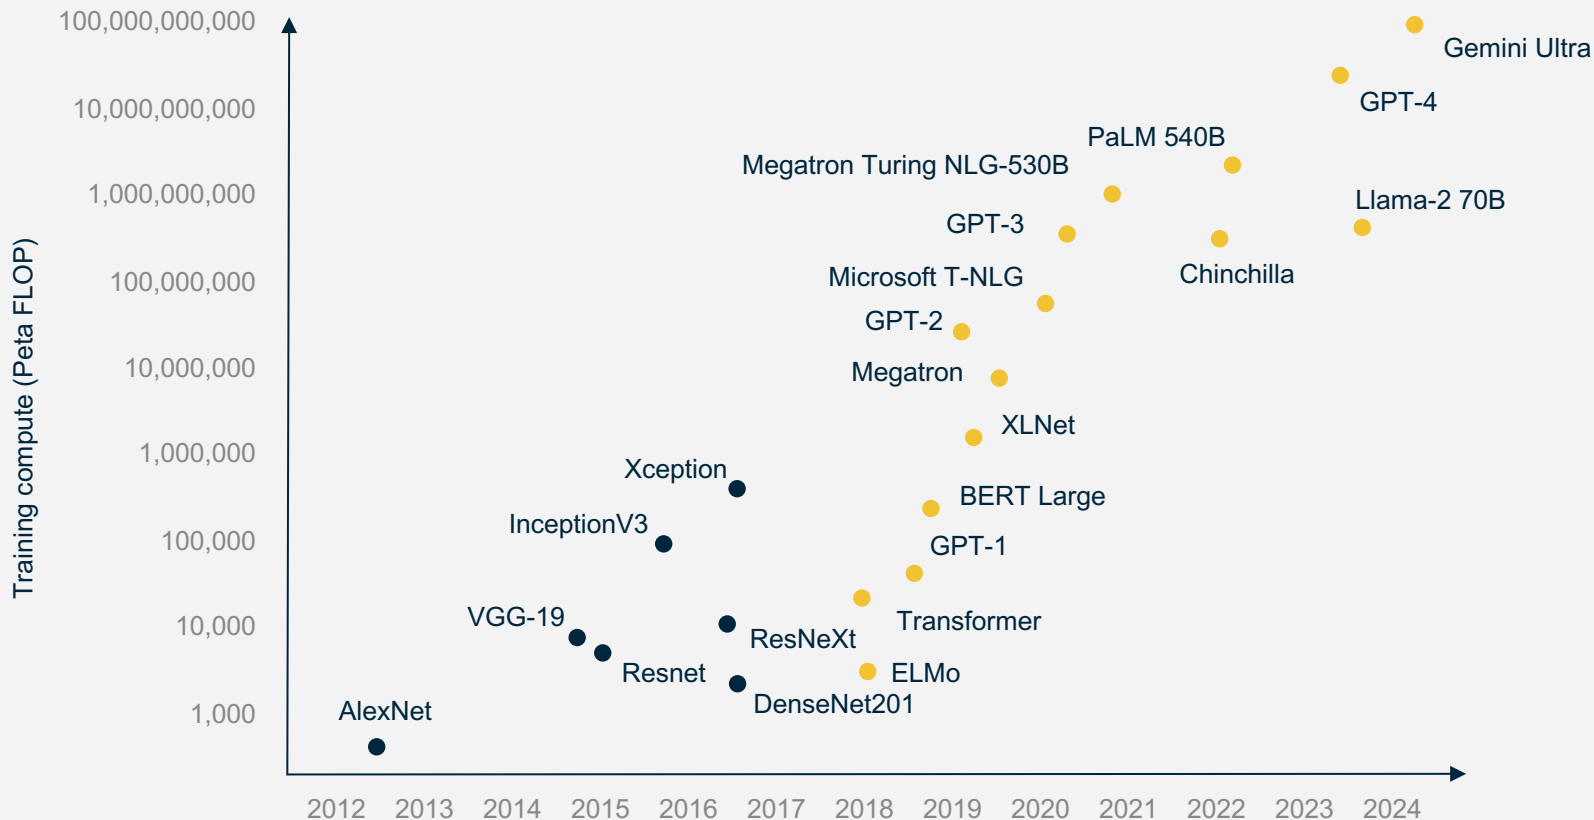 100,000,000,000
10,000,000,000
1,000,000,000
100,000,000
10,000,000
1,000,000
100,000
10,000
1,000
Training compute (Peta FLOP)
Gemini Ultra
GPT-4
PaLM 540B
Megatron Turing NLG-530B
Llama-2 70B
GPT-3
Chinchilla
Microsoft T-NLG
GPT-2
Megatron
XLNet
Xception
BERT Large
InceptionV3
GPT-1
VGG-19
Transformer
ResNeXt
Resnet
ELMo
DenseNet201
AlexNet
2012 2013 2014 2015 2016 2017 2018 2019 2020 2021 2022 2023 2024